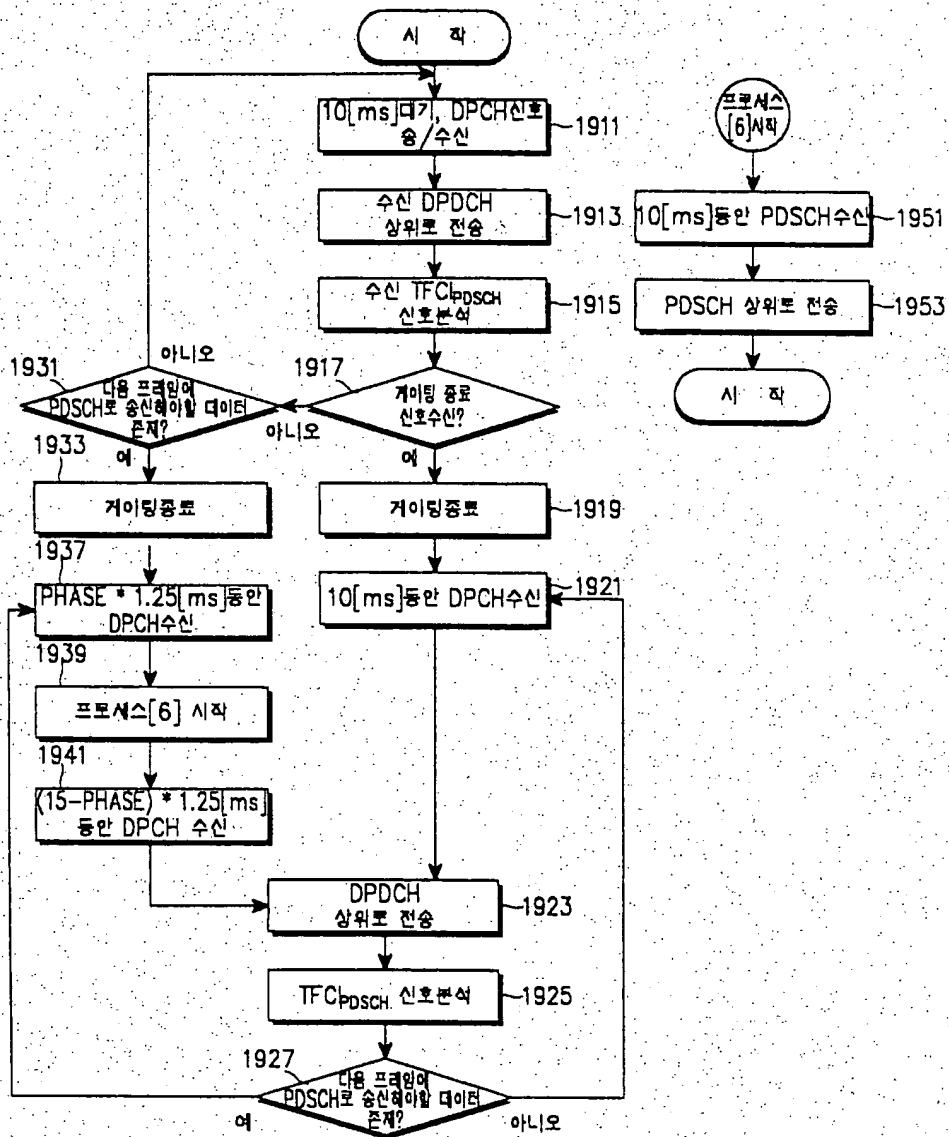 시 작
10[ms]대기, DPCH신호
송/수신
1911
수신 DPDCH
상위로 전송
1913
수신 TFCIPDSCH
신호분석
1915
1917
게이팅 종료
신호수신?
아니오
예
1931
다음 프레임에
PDSCH로 송신해야할 데이터
존재?
아니오
예
1933
게이팅종료
1937
PHASE * 1.25[ms]동안
DPCH수신
1939
프로세스[6] 시작
1941
(15-PHASE) * 1.25[ms]
동안 DPCH 수신
게이팅종료
1919
10[ms]동안 DPCH수신
1921
DPDCH
상위로 전송
1923
TFCIPDSCH 신호분석
1925
1927
다음 프레임에
PDSCH로 송신해야할 데이터
존재?
예
아니오
프로세스
[6]시작
10[ms]동안 PDSCH수신
1951
PDSCH 상위로 전송
1953
시 작